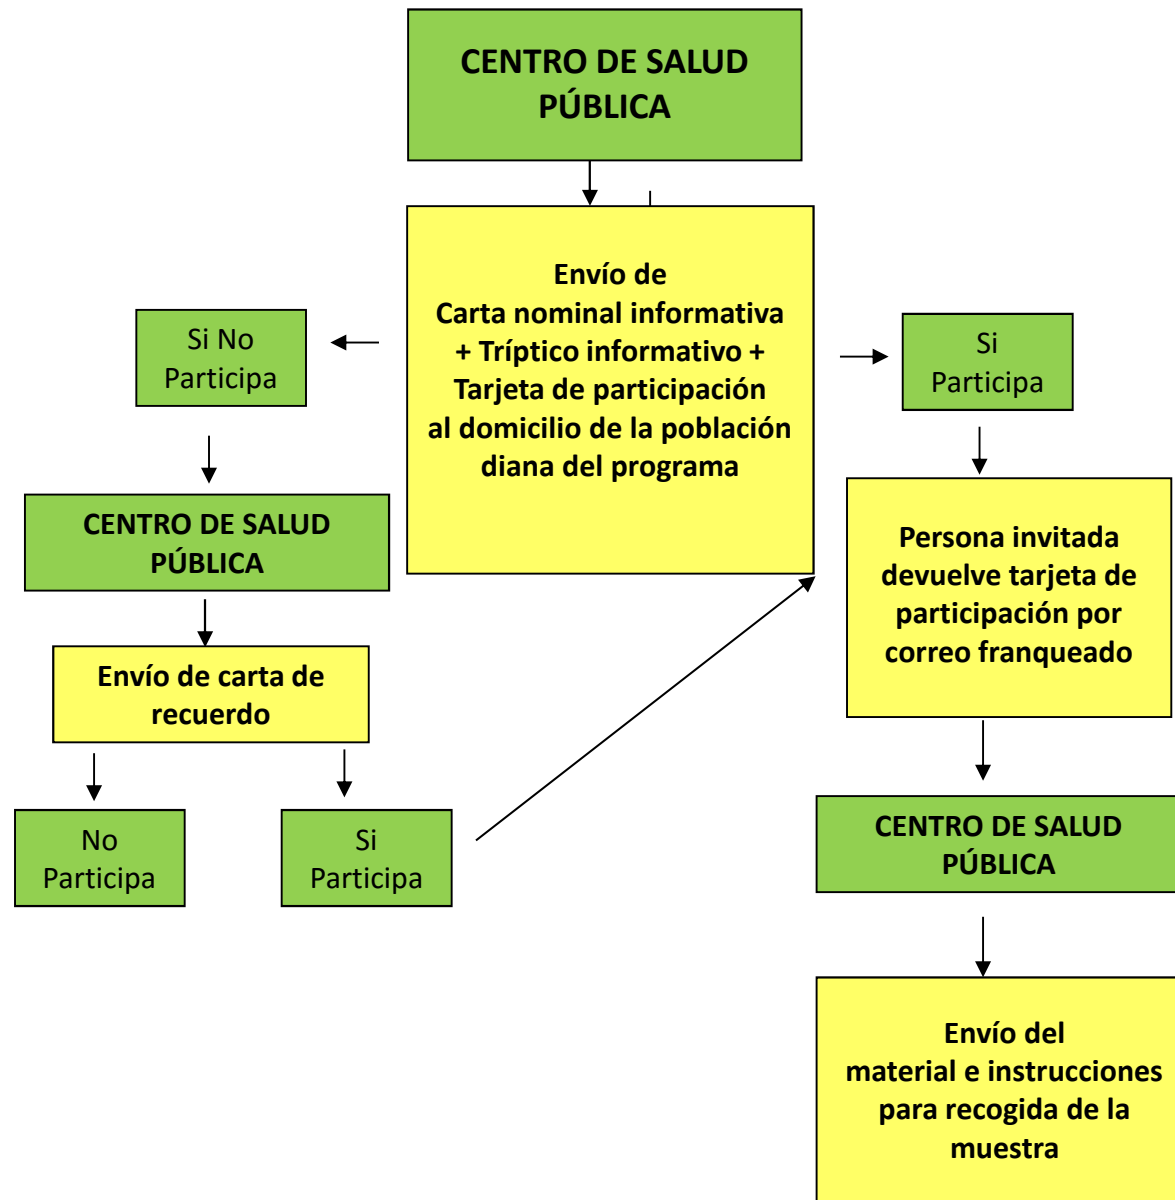 CENTRO DE SALUD
PÚBLICA
Envío de
Carta nominal informativa
+ Tríptico informativo +
Tarjeta de participación
al domicilio de la población
diana del programa
Si No
Participa
Si
Participa
CENTRO DE SALUD
PÚBLICA
Persona invitada
devuelve tarjeta de
participación por
correo franqueado
Envío de carta de
recuerdo
No
Participa
Si
Participa
CENTRO DE SALUD
PÚBLICA
Envío del
material e instrucciones
para recogida de la
muestra